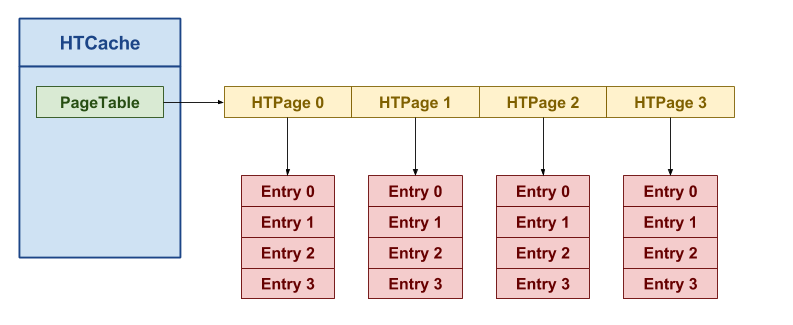 HTCache
PageTable
HTPage 0 HTPage 1 HTPage 2 HTPage 3
Entry 0 Entry 0 Entry 0 Entry 0
Entry 1 Entry 1 Entry 1 Entry 1
Entry 2 Entry 2 Entry 2 Entry 2
Entry 3 Entry 3 Entry 3 Entry 3